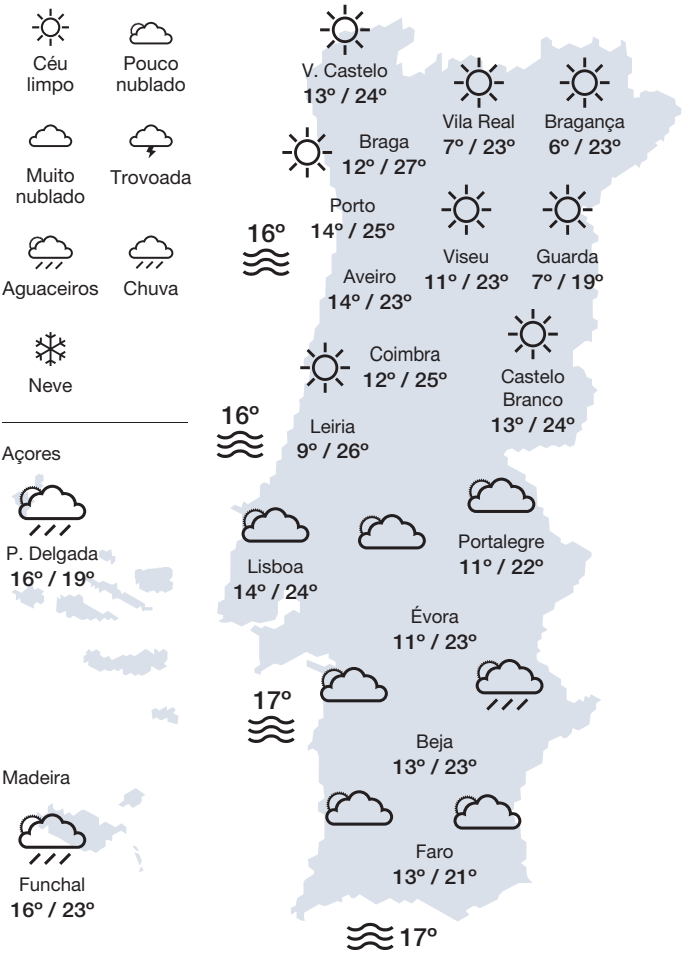 Céu
limpo
Pouco
nublado
Muito
nublado
Trovoada
Aguaceiros
Chuva
Neve
Açores
P. Delgada
16º / 19º
Madeira
Funchal
16º / 23º
V. Castelo
13º / 24º
Vila Real
7º / 23º
Bragança
6º / 23º
Braga
12º / 27º
Porto
14º / 25º
16º
Viseu
11º / 23º
Guarda
7º / 19º
Aveiro
14º / 23º
Coimbra
12º / 25º
Castelo
Branco
13º / 24º
16º
Leiria
9º / 26º
Lisboa
14º / 24º
Portalegre
11º / 22º
Évora
11º / 23º
17º
Beja
13º / 23º
Faro
13º / 21º
17º